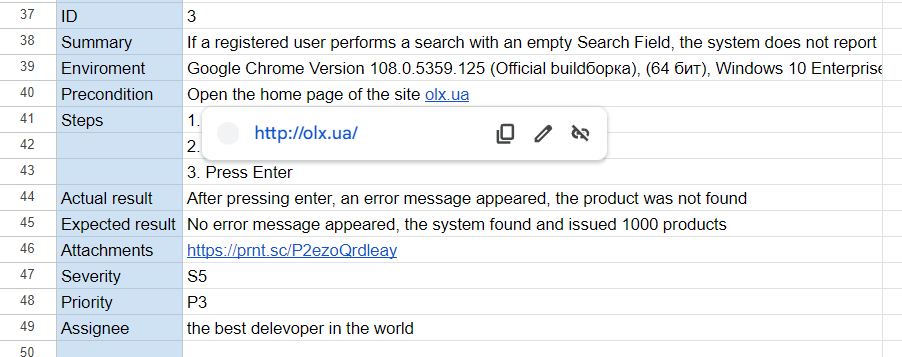 37 ID 3
38 Summary If a registered user performs a search with an empty Search Field, the system does not report
39 Enviroment Google Chrome Version 108.0.5359.125 (Official buildборка), (64 бит), Windows 10 Enterprise
40 Precondition Open the home page of the site olx.ua
41 Steps 1.
http://olx.ua/
42 2.
43 3. Press Enter
44 Actual result After pressing enter, an error message appeared, the product was not found
45 Expected result No error message appeared, the system found and issued 1000 products
46 Attachments https://prnt.sc/P2ezoQrdleay
47 Severity S5
48 Priority P3
49 Assignee the best delevoper in the world
50